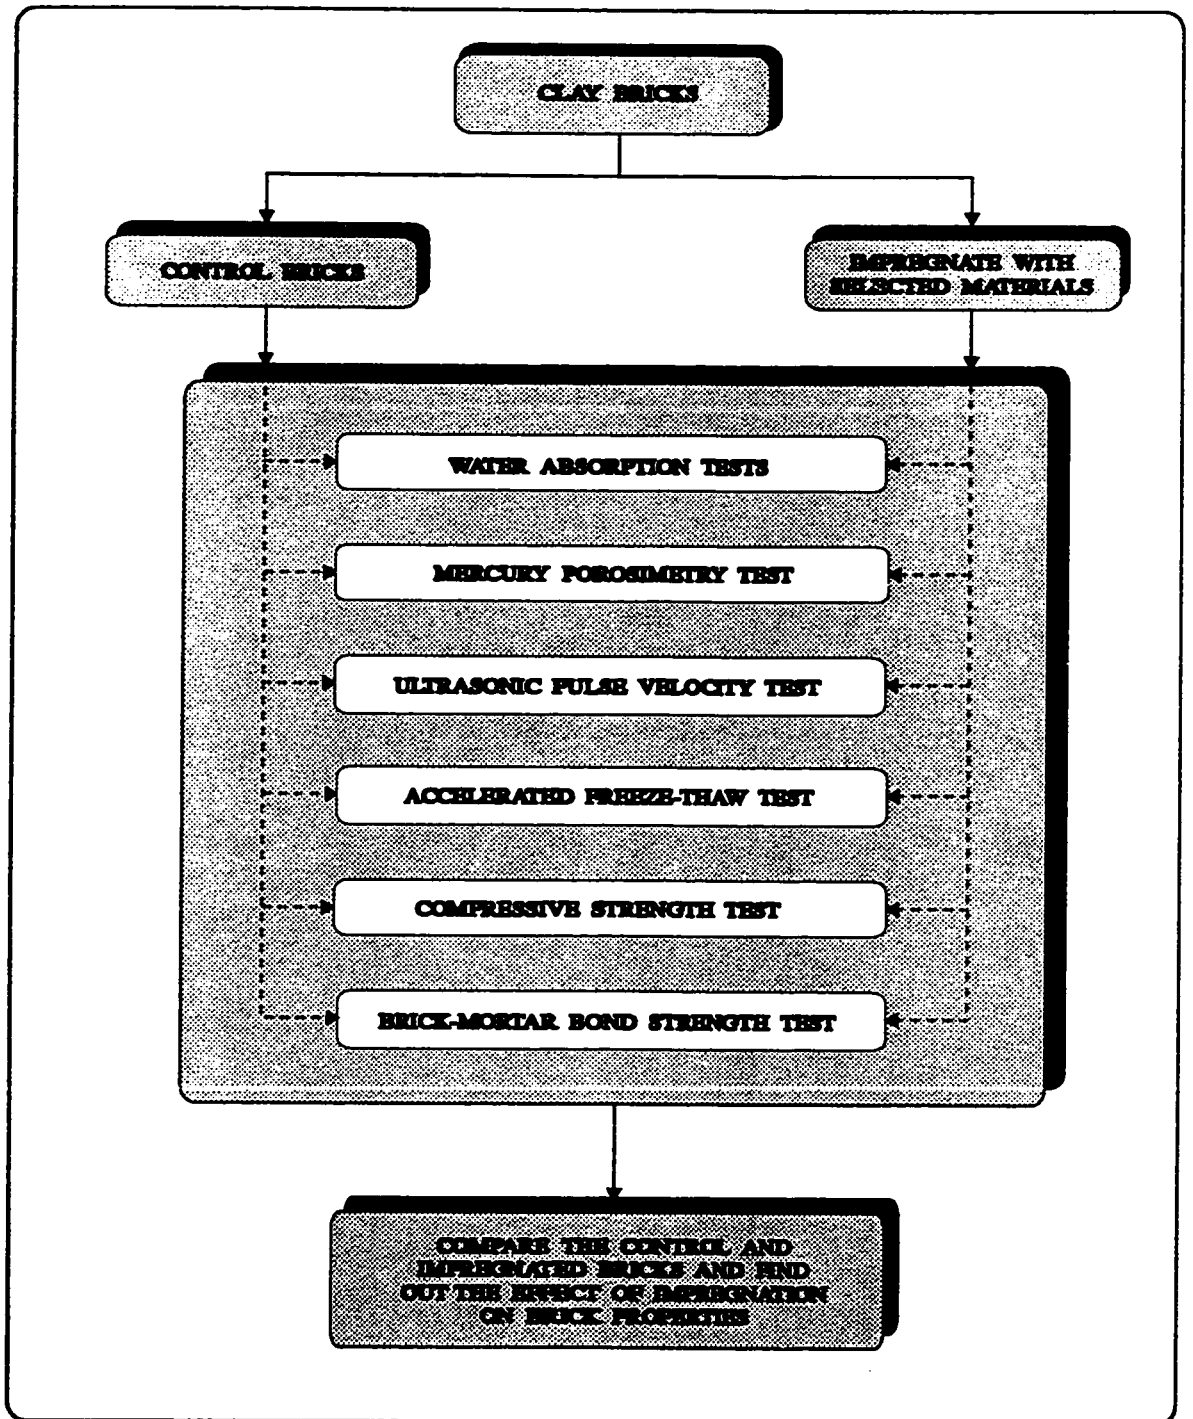 CLAY BRICKS
CONTROL BRICKS
IMPREGNATE WITH
SELECTED MATERIALS
WATER ABSORPTION TESTS
MERCURY POROSIMETRY TEST
ULTRASONIC PULSE VELOCITY TEST
ACCELERATED FREEZE-THAW TEST
COMPRESSIVE STRENGTH TEST
BRICK-MORTAR BOND STRENGTH TEST
COMPARE THE CONTROL AND
IMPREGNATED BRICKS AND FIND
OUT THE EFFECT OF IMPREGNATION
ON BRICK PROPERTIES